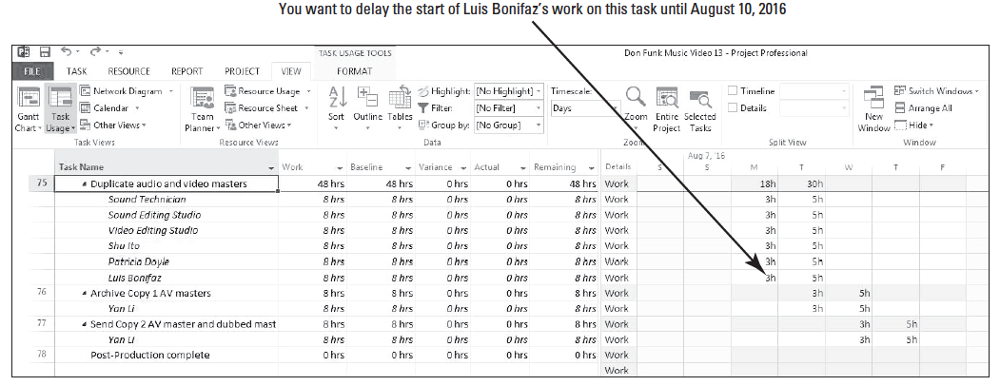 You want to delay the start of Luis Bonifaz's work on this task until August 10, 2016
TASK USAGE TOOLS
Don Funk Music Video 13 - Project Professional
FILE TASK RESOURCE REPORT PROJECT VIEW FORMAT
Network Diagram Resource Usage Highlight: [No Highlight] Timescale: Timeline Switch Windows
Calendar Resource Sheet Filter: [No Filter] Days Details Arrange All
Gantt Chart Task Usage Other Views Team Planner Other Views Sort Outline Tables Group by: [No Group] Zoom Entire Project Selected Tasks New Window Hide
Task Views Resource Views Data Zoom Split View Window
Aug 7, '16
Task Name Work Baseline Variance Actual Remaining Details S S M T W T F
75 Duplicate audio and video masters 48 hrs 48 hrs 0 hrs 0 hrs 48 hrs Work 18h 30h
Sound Technician 8 hrs 8 hrs 0 hrs 0 hrs 8 hrs Work 3h 5h
Sound Editing Studio 8 hrs 8 hrs 0 hrs 0 hrs 8 hrs Work 3h 5h
Video Editing Studio 8 hrs 8 hrs 0 hrs 0 hrs 8 hrs Work 3h 5h
Shu Ito 8 hrs 8 hrs 0 hrs 0 hrs 8 hrs Work 3h 5h
Patricia Doyle 8 hrs 8 hrs 0 hrs 0 hrs 8 hrs Work 3h 5h
Luis Bonifaz 8 hrs 8 hrs 0 hrs 0 hrs 8 hrs Work 3h 5h
76 Archive Copy 1 AV masters 8 hrs 8 hrs 0 hrs 0 hrs 8 hrs Work 3h 5h
Yan Li 8 hrs 8 hrs 0 hrs 0 hrs 8 hrs Work 3h 5h
77 Send Copy 2 AV master and dubbed mast 8 hrs 8 hrs 0 hrs 0 hrs 8 hrs Work 3h 5h
Yan Li 8 hrs 8 hrs 0 hrs 0 hrs 8 hrs Work 3h 5h
78 Post-Production complete 0 hrs 0 hrs 0 hrs 0 hrs 0 hrs Work
Work